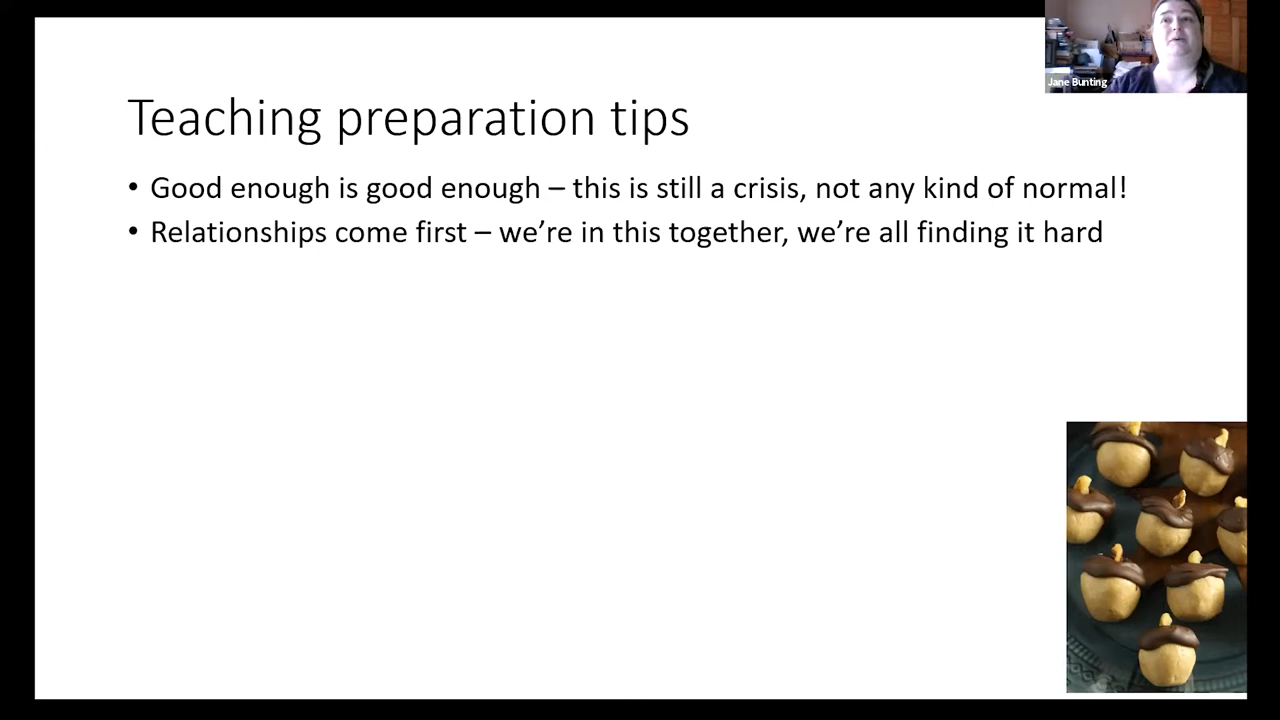 Jane Bunting
Teaching preparation tips
• Good enough is good enough – this is still a crisis, not any kind of normal!
• Relationships come first – we’re in this together, we’re all finding it hard